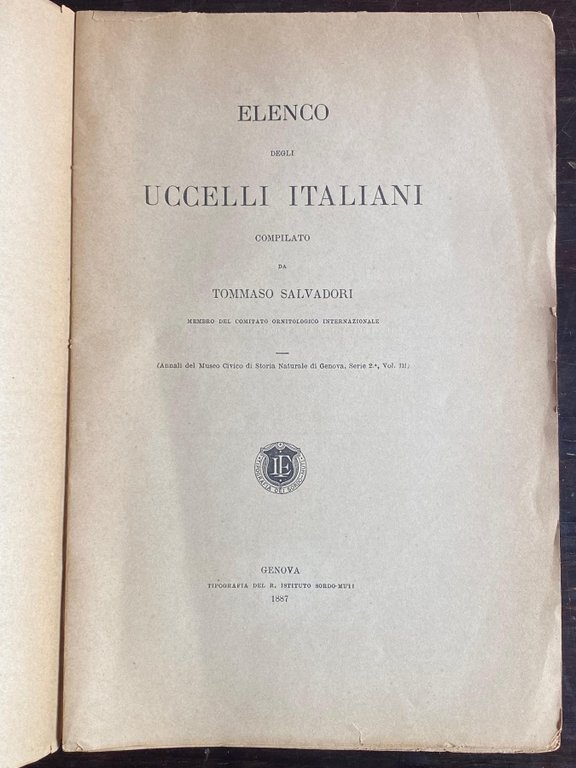 ELENCO
DEGLI
UCCELLI ITALIANI
COMPILATO
DA
TOMMASO SALVADORI
MEMBRO DEL COMITATO ORNITOLOGICO INTERNAZIONALE
(Annali del Museo Civico di Storia Naturale di Genova, Serie 2.ª, Vol. III)
GENOVA
TIPOGRAFIA DEL R. ISTITUTO SORDO-MUTI
1887